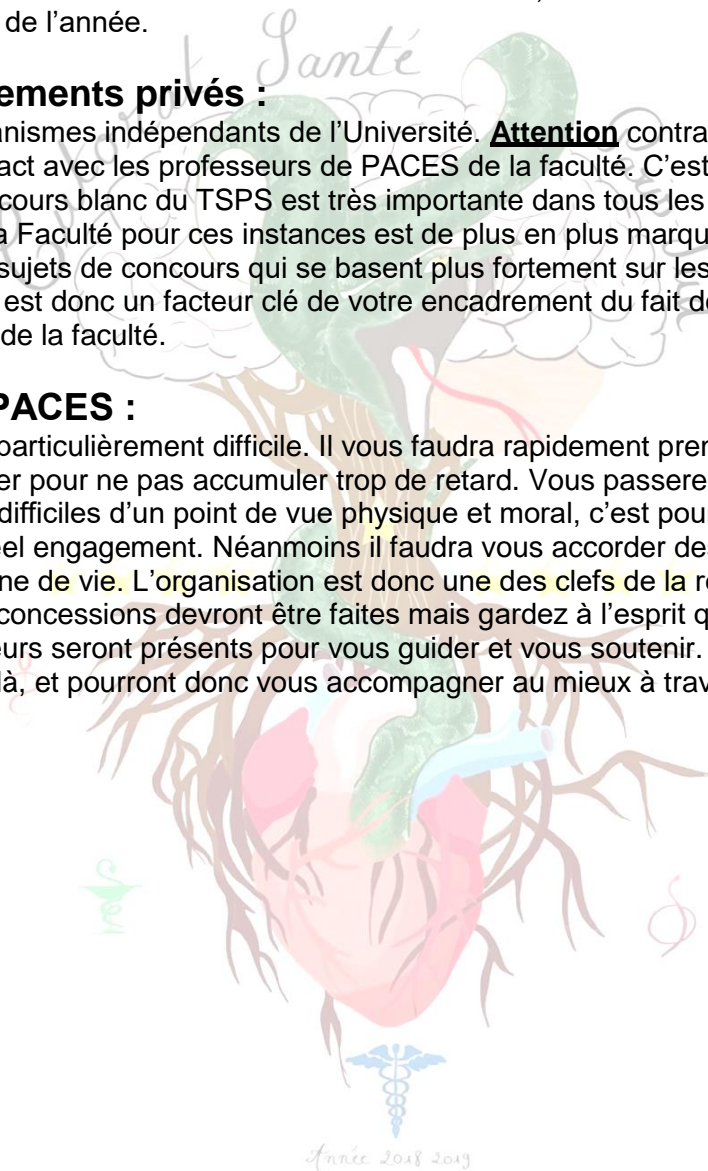 de l’année.
Santé
ements privés :
anismes indépendants de l’Université. Attention contra
act avec les professeurs de PACES de la faculté. C’est
cours blanc du TSPS est très importante dans tous les
a Faculté pour ces instances est de plus en plus marqu
sujets de concours qui se basent plus fortement sur les
est donc un facteur clé de votre encadrement du fait de
de la faculté.
PACES :
particulièrement difficile. Il vous faudra rapidement pren
er pour ne pas accumuler trop de retard. Vous passere
difficiles d’un point de vue physique et moral, c’est pour
éel engagement. Néanmoins il faudra vous accorder des
ne de vie. L’organisation est donc une des clefs de la ré
concessions devront être faites mais gardez à l’esprit q
eurs seront présents pour vous guider et vous soutenir.
là, et pourront donc vous accompagner au mieux à trav
Année 2018 2019